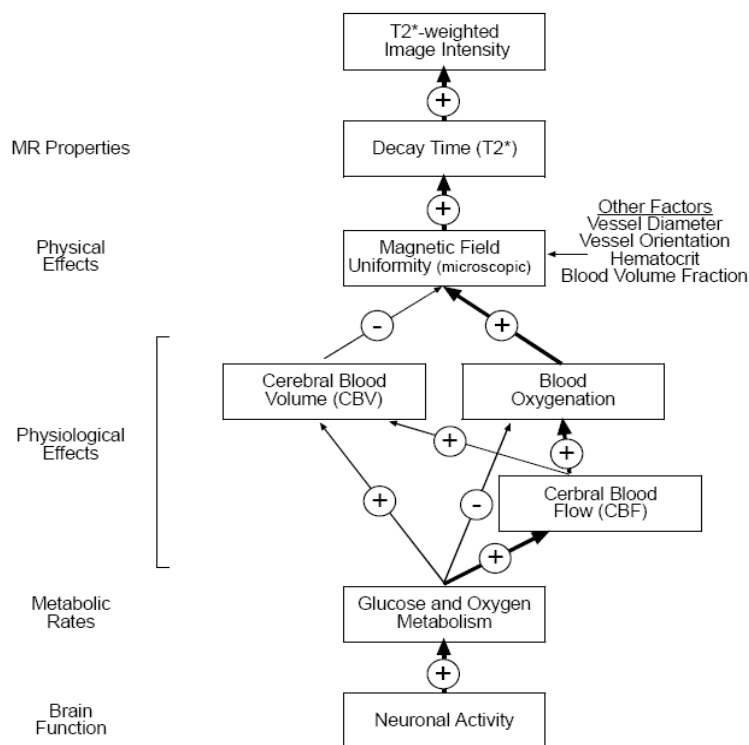 T2*-weighted
Image Intensity
+
MR Properties
Decay Time (T2*)
+
Physical
Effects
Magnetic Field
Uniformity (microscopic)
Other Factors
Vessel Diameter
Vessel Orientation
Hematocrit
Blood Volume Fraction
-
+
Cerebral Blood
Volume (CBV)
Blood
Oxygenation
Physiological
Effects
+
+
+
-
Cerbral Blood
Flow (CBF)
+
Metabolic
Rates
Glucose and Oxygen
Metabolism
+
Brain
Function
Neuronal Activity